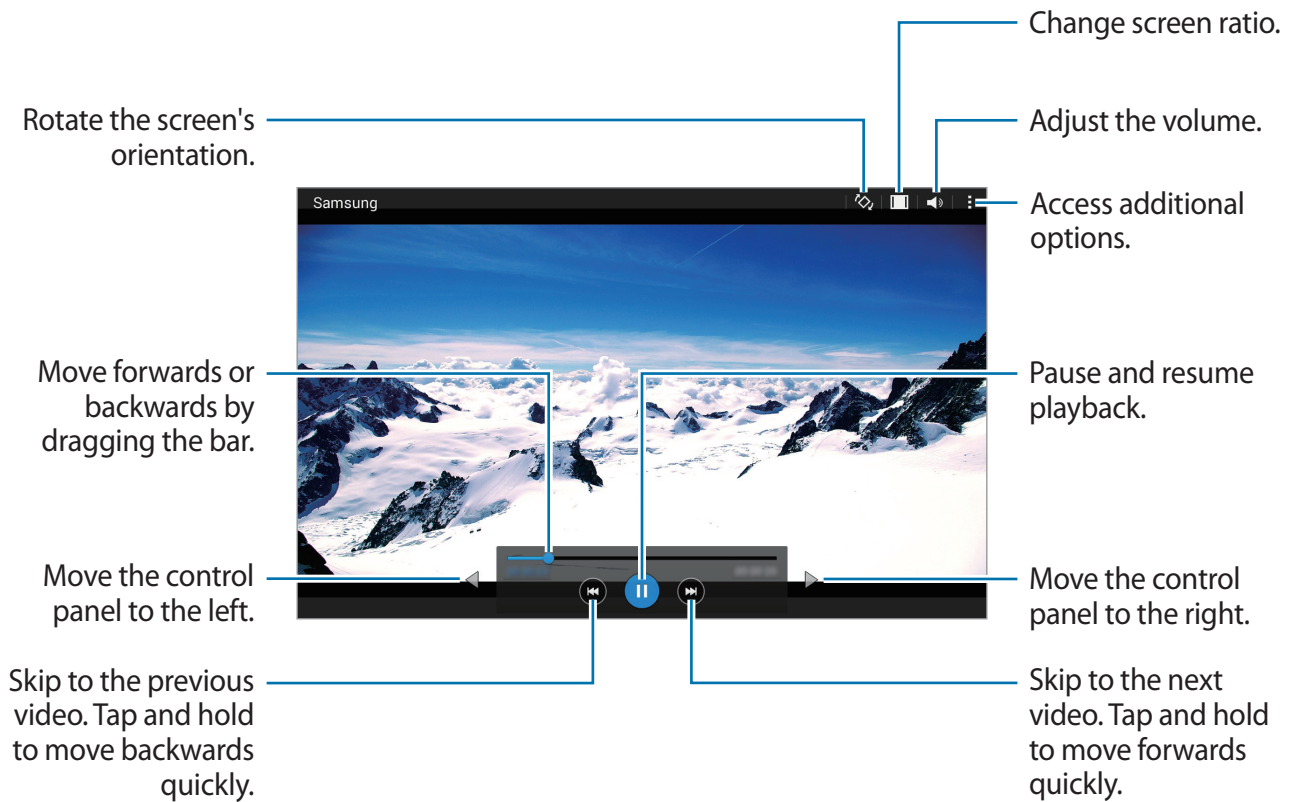 Change screen ratio.
Rotate the screen's
orientation.
Adjust the volume.
Samsung
Access additional
options.
Move forwards or
backwards by
dragging the bar.
Pause and resume
playback.
Move the control
panel to the left.
Move the control
panel to the right.
Skip to the previous
video. Tap and hold
to move backwards
quickly.
Skip to the next
video. Tap and hold
to move forwards
quickly.